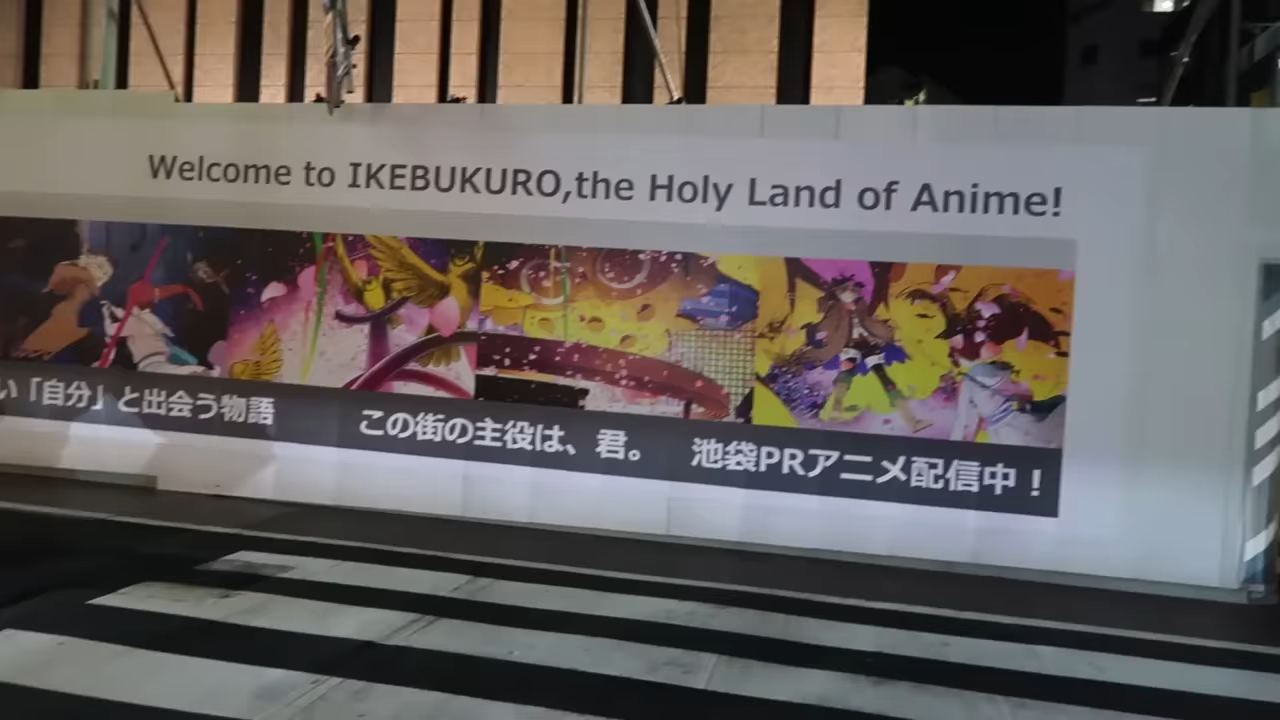 Welcome to IKEBUKURO,the Holy Land of Anime!
い「自分」と出会う物語 この街の主役は、君。 池袋PRアニメ配信中！